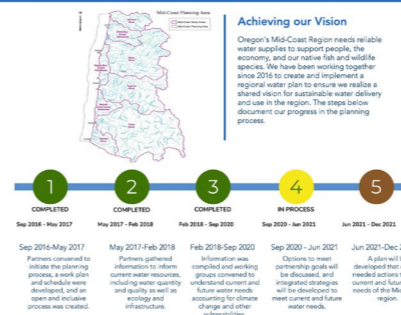 Mid-Coast Planning Area
Achieving our Vision
Oregon's Mid-Coast Region needs reliable
water supplies to support people, the
economy, and our native fish and wildlife
species. We have been working together
since 2016 to create and implement a
regional water plan to ensure we realize a
shared vision for sustainable water delivery
and use in the region. The steps below
document our progress in the planning
process.
1
2
3
4
5
COMPLETED
COMPLETED
COMPLETED
IN PROCESS
Sep 2016 - May 2017
May 2017 - Feb 2018
Feb 2018 - Sep 2020
Sep 2020 - Jun 2021
Jun 2021 - Dec 2021
Sep 2016-May 2017
Partners convened to
initiate the planning
process, a work plan
and schedule were
developed, and an
open and inclusive
process was created.
May 2017-Feb 2018
Partners gathered
information to inform
current water resources,
including water quantity
and quality as well as
ecology and
infrastructure.
Feb 2018-Sep 2020
Information was
compiled and working
groups convened to
understand current and
future water needs
accounting for climate
change and other
vulnerabilities
Sep 2020 - Jun 2021
Options to meet
partnership goals will
be discussed, and
integrated strategies
will be developed to
meet current and future
water needs.
Jun 2021-Dec 2
A plan will b
developed that
needed actions t
current and futu
needs of the Mid
region.